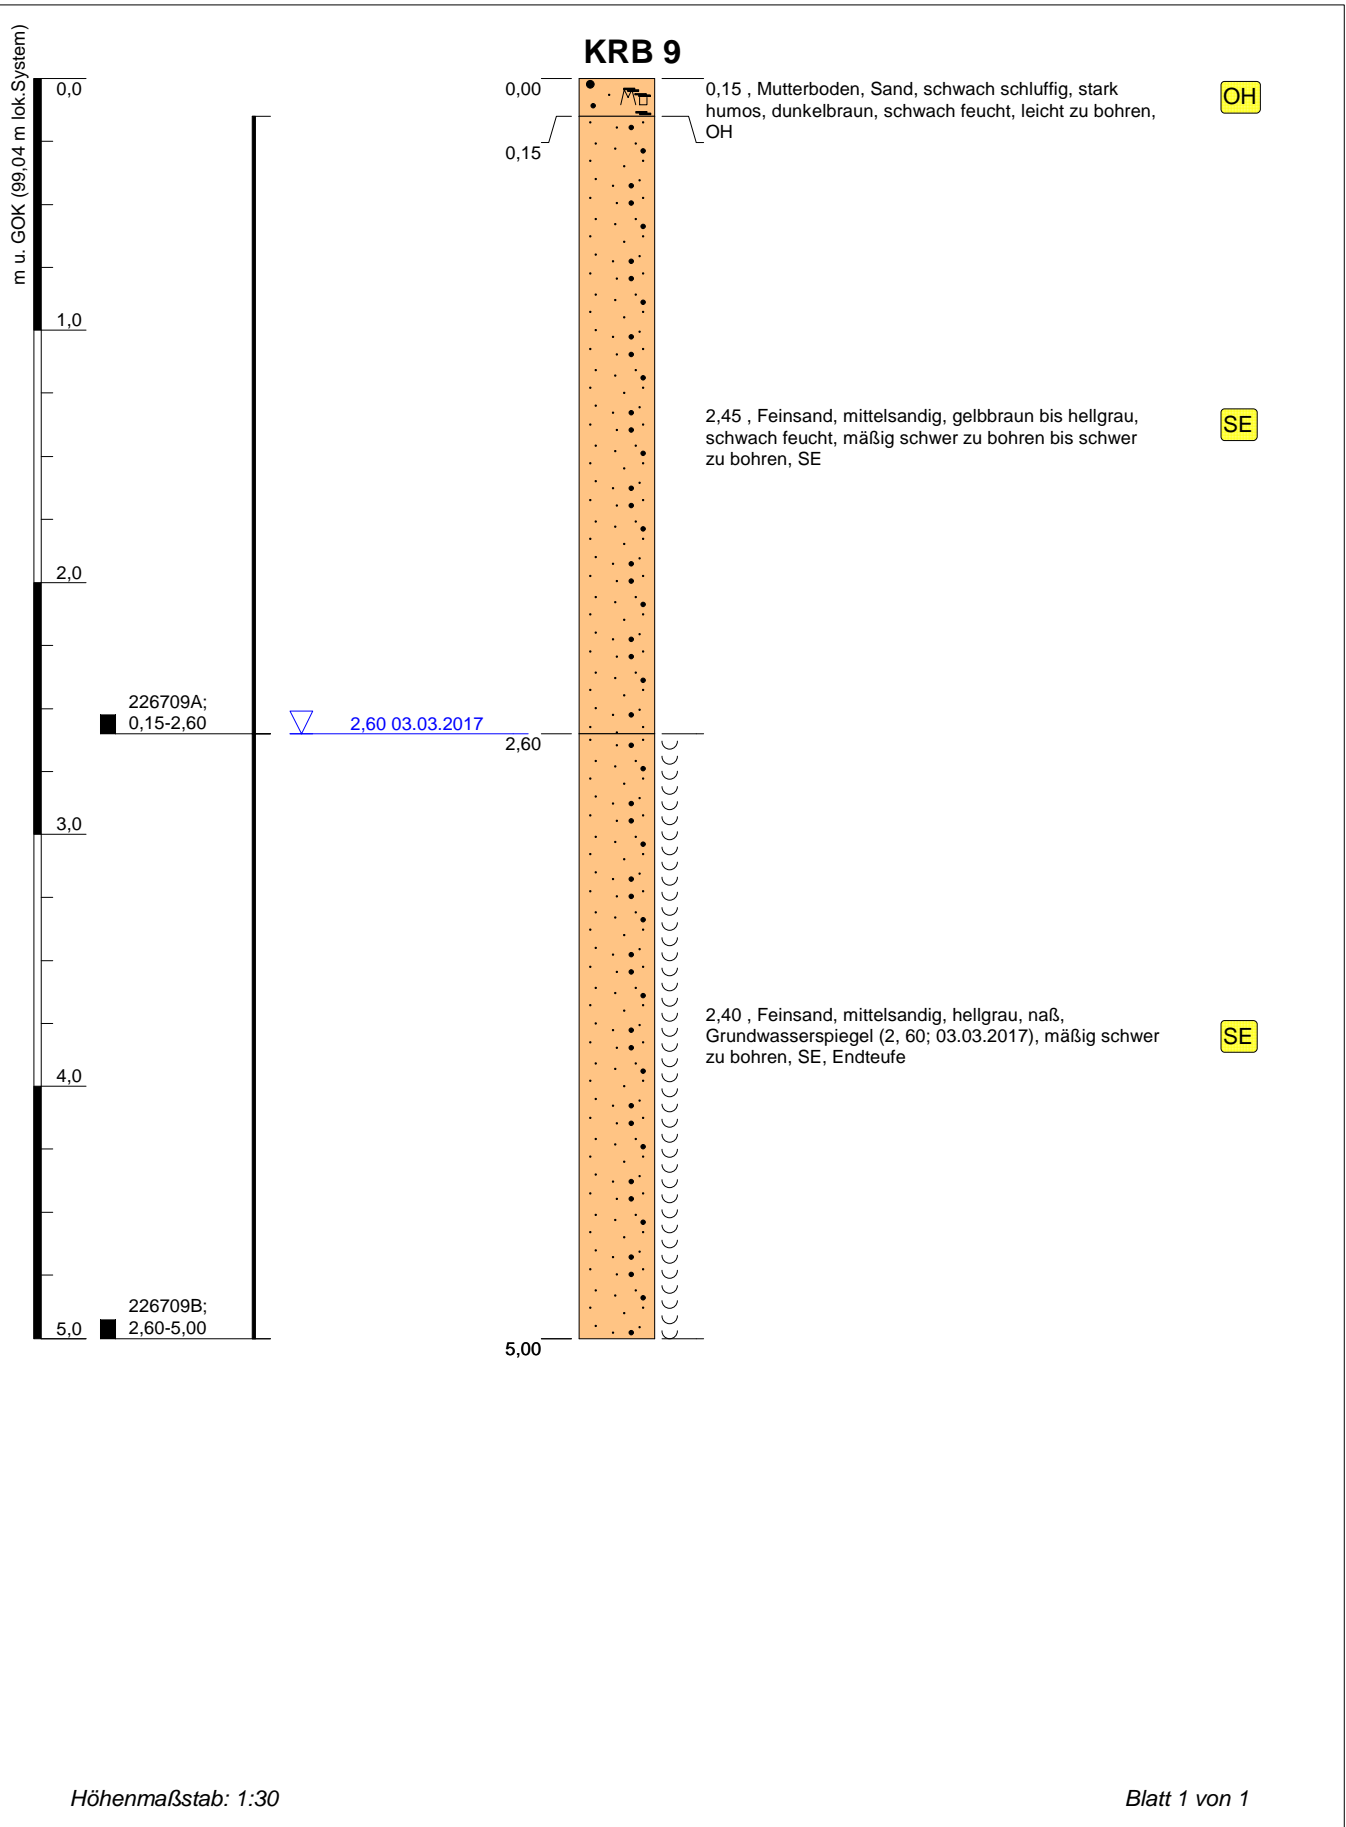 KRB 9
m u. GOK (99,04 m lok.System)
0,0
0,00
0,15 , Mutterboden, Sand, schwach schluffig, stark
humos, dunkelbraun, schwach feucht, leicht zu bohren,
OH
OH
0,15
1,0
2,45 , Feinsand, mittelsandig, gelbbraun bis hellgrau,
schwach feucht, mäßig schwer zu bohren bis schwer
zu bohren, SE
SE
2,0
226709A;
0,15-2,60
2,60 03.03.2017
2,60
3,0
2,40 , Feinsand, mittelsandig, hellgrau, naß,
Grundwasserspiegel (2, 60; 03.03.2017), mäßig schwer
zu bohren, SE, Endteufe
SE
4,0
226709B;
2,60-5,00
5,0
5,00
Höhenmaßstab: 1:30
Blatt 1 von 1